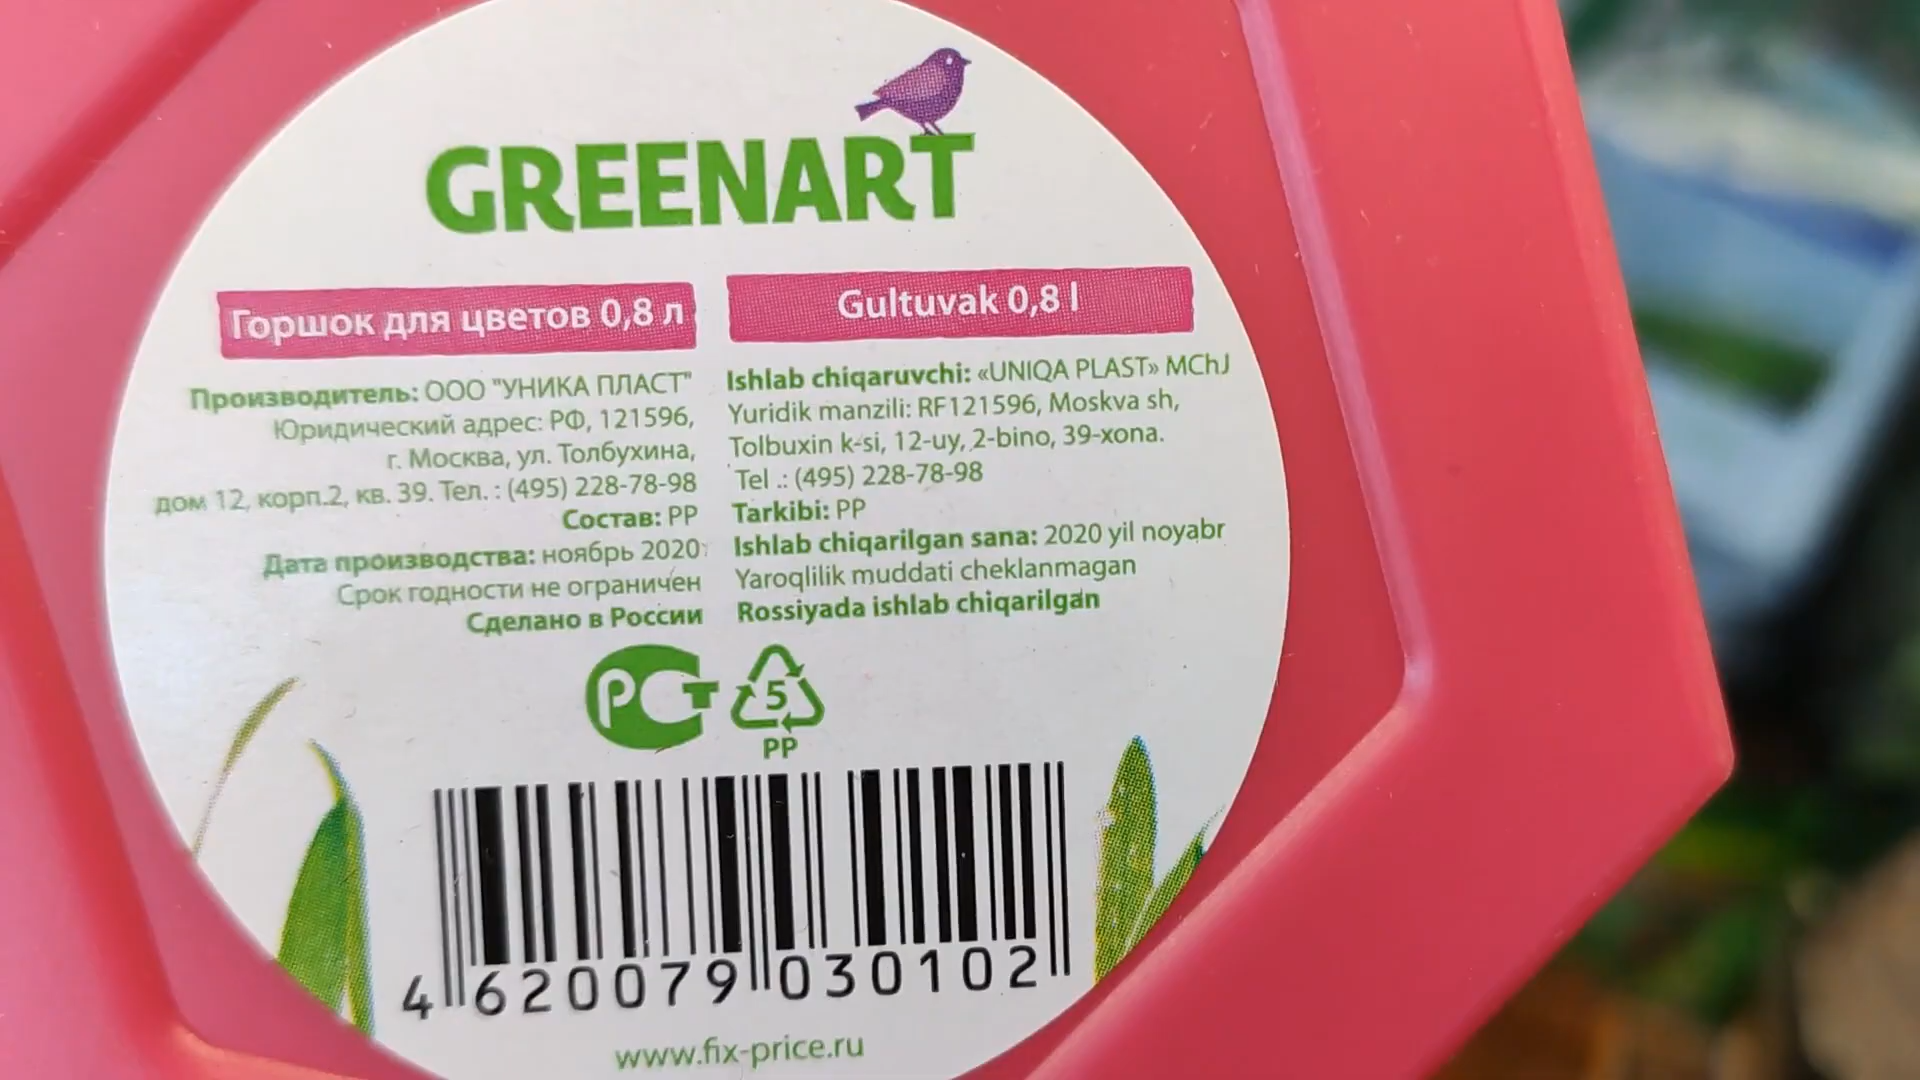 GREENART
Горшок для цветов 0,8 л
Производитель: ООО "УНИКА ПЛАСТ"
Юридический адрес: РФ, 121596,
г. Москва, ул. Толбухина,
дом 12, корп.2, кв. 39. Тел. : (495) 228-78-98
Состав: PP
Дата производства: ноябрь 2020
Срок годности не ограничен
Сделано в России
Gultuvak 0,8 l
Ishlab chiqaruvchi: «UNIQA PLAST» MChJ
Yuridik manzili: RF121596, Moskva sh,
Tolbuxin k-si, 12-uy, 2-bino, 39-xona.
Tel .: (495) 228-78-98
Tarkibi: PP
Ishlab chiqarilgan sana: 2020 yil noyabr
Yaroqlilik muddati cheklanmagan
Rossiyada ishlab chiqarilgan
РСТ
5
PP
4 620079 030102
www.fix-price.ru